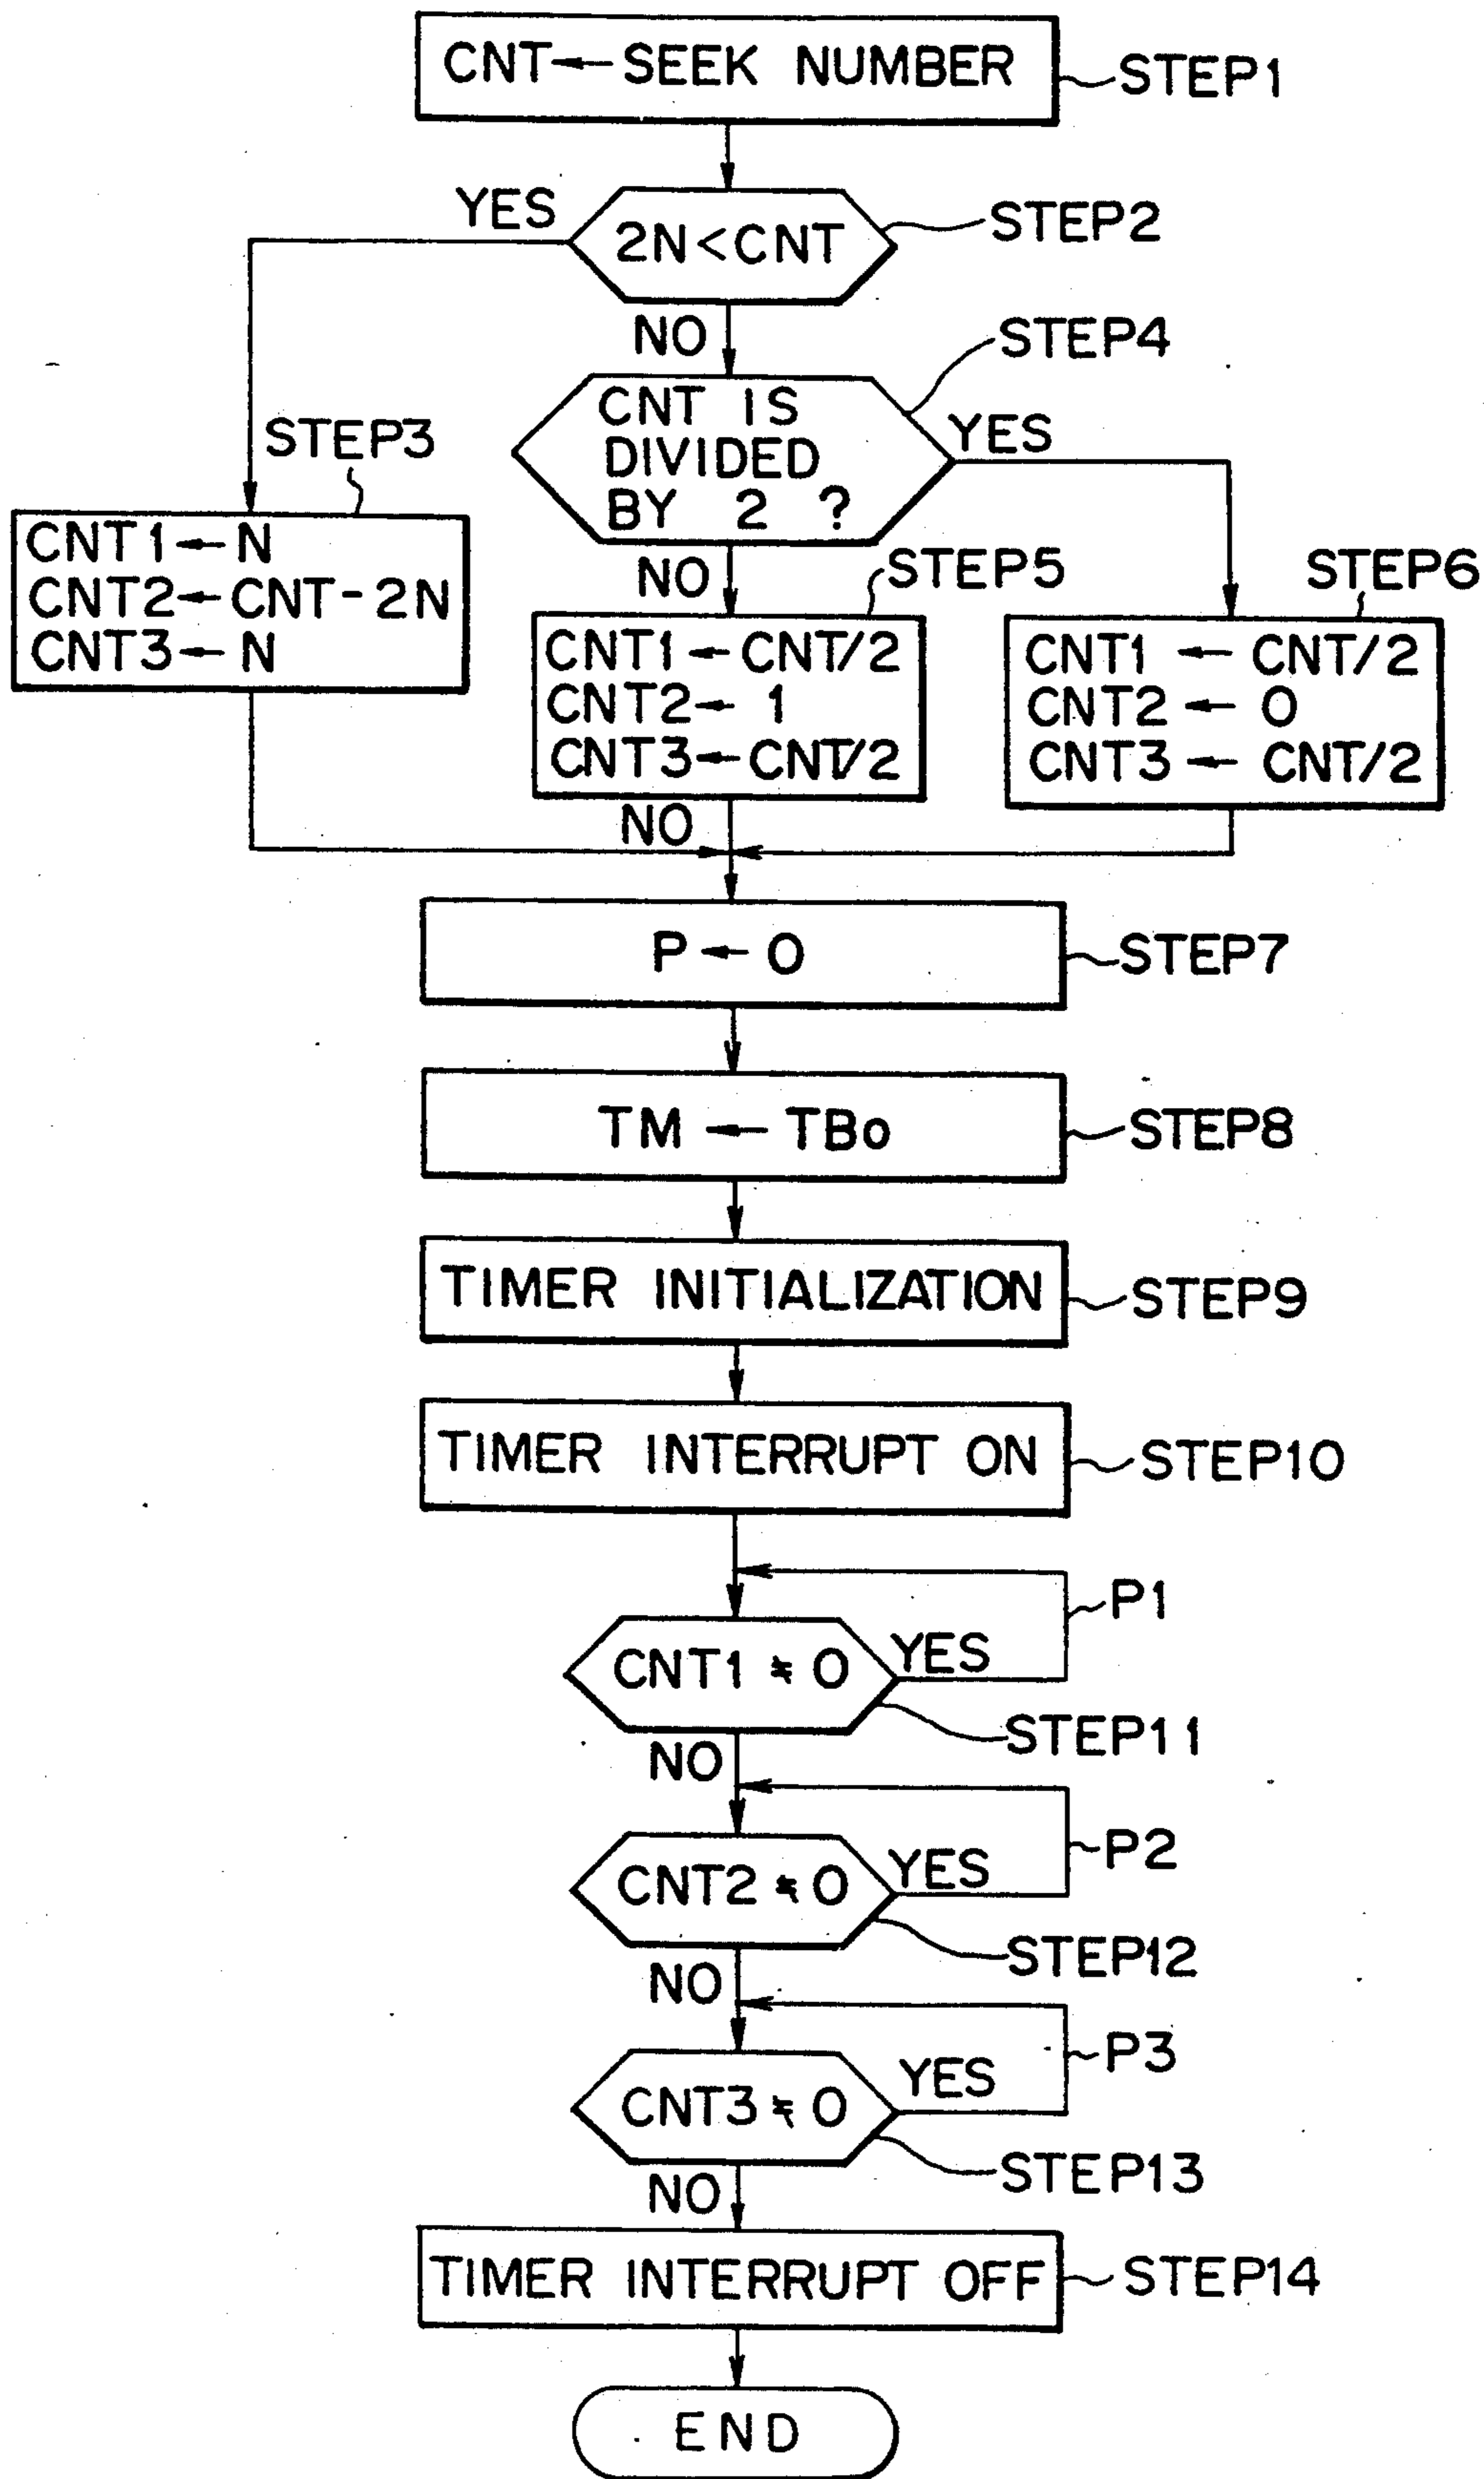 CNT←SEEK NUMBER
STEP1
YES
2N<CNT
STEP2
NO
STEP4
CNT IS
DIVIDED
BY 2 ?
YES
STEP3
CNT1←N
CNT2←CNT-2N
CNT3←N
NO
STEP5
CNT1←CNT/2
CNT2←1
CNT3←CNT/2
STEP6
CNT1 ← CNT/2
CNT2 ← 0
CNT3 ← CNT/2
NO
P←0
STEP7
TM ← TBo
STEP8
TIMER INITIALIZATION
STEP9
TIMER INTERRUPT ON
STEP10
P1
CNT1 ≠ 0
YES
STEP11
NO
P2
CNT2 ≠ 0
YES
STEP12
NO
P3
CNT3 ≠ 0
YES
STEP13
NO
TIMER INTERRUPT OFF
STEP14
END